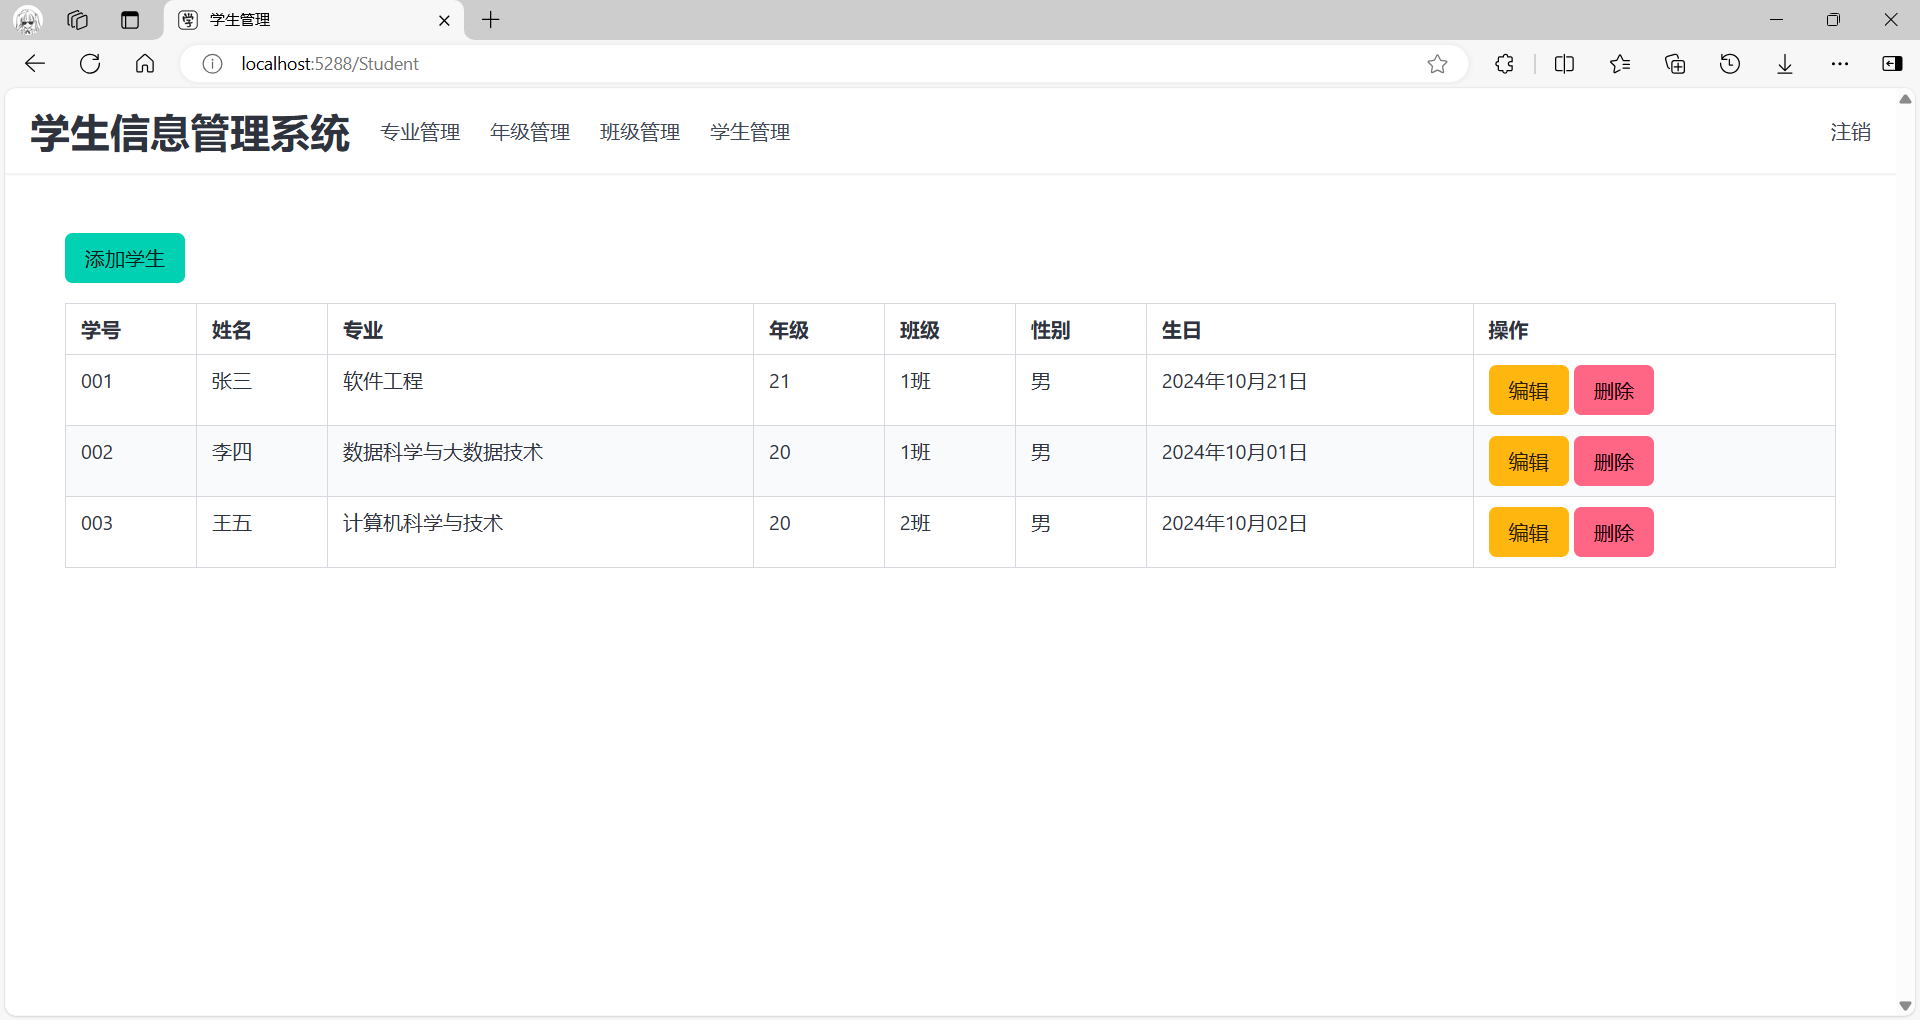 学生管理
localhost:5288/Student
学生信息管理系统 专业管理 年级管理 班级管理 学生管理 注销
添加学生
学号 姓名 专业 年级 班级 性别 生日 操作
001 张三 软件工程 21 1班 男 2024年10月21日 编辑 删除
002 李四 数据科学与大数据技术 20 1班 男 2024年10月01日 编辑 删除
003 王五 计算机科学与技术 20 2班 男 2024年10月02日 编辑 删除